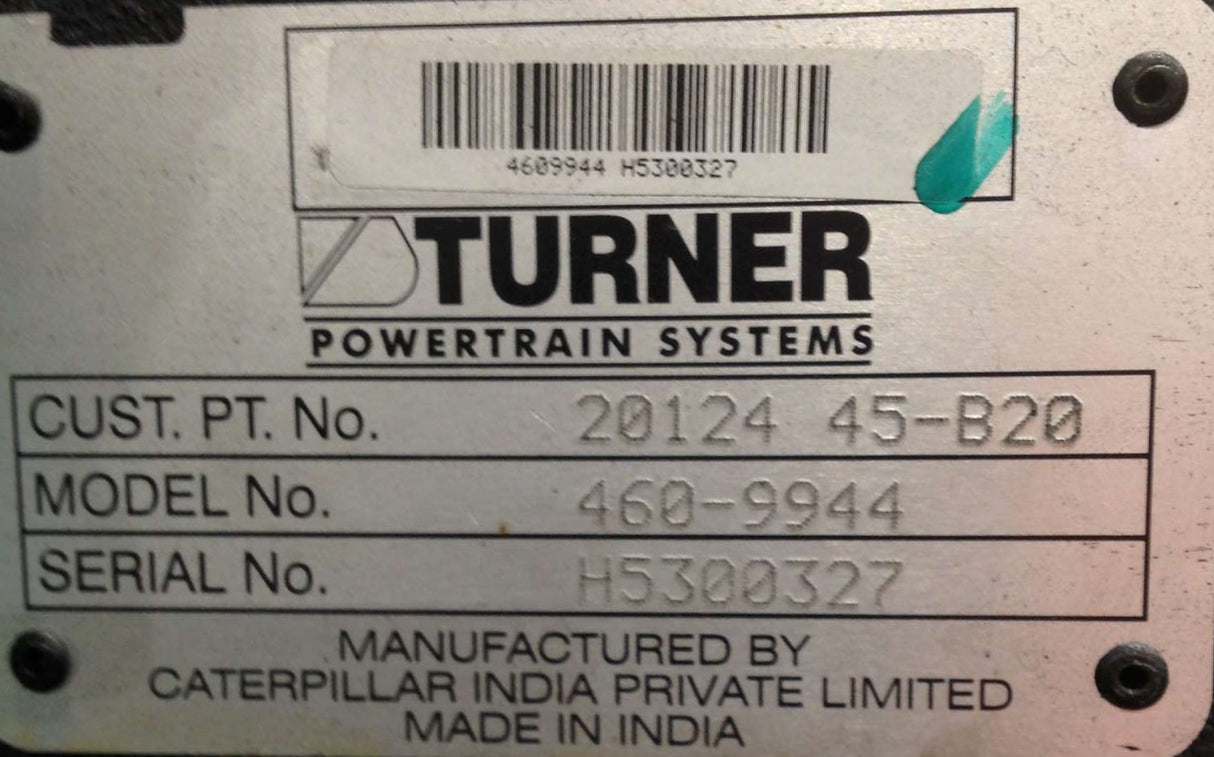 4609944 H5300327
TURNER
POWERTRAIN SYSTEMS
CUST. PT. No. 20124 45-B20
MODEL No. 460-9944
SERIAL No. H5300327
MANUFACTURED BY
CATERPILLAR INDIA PRIVATE LIMITED
MADE IN INDIA